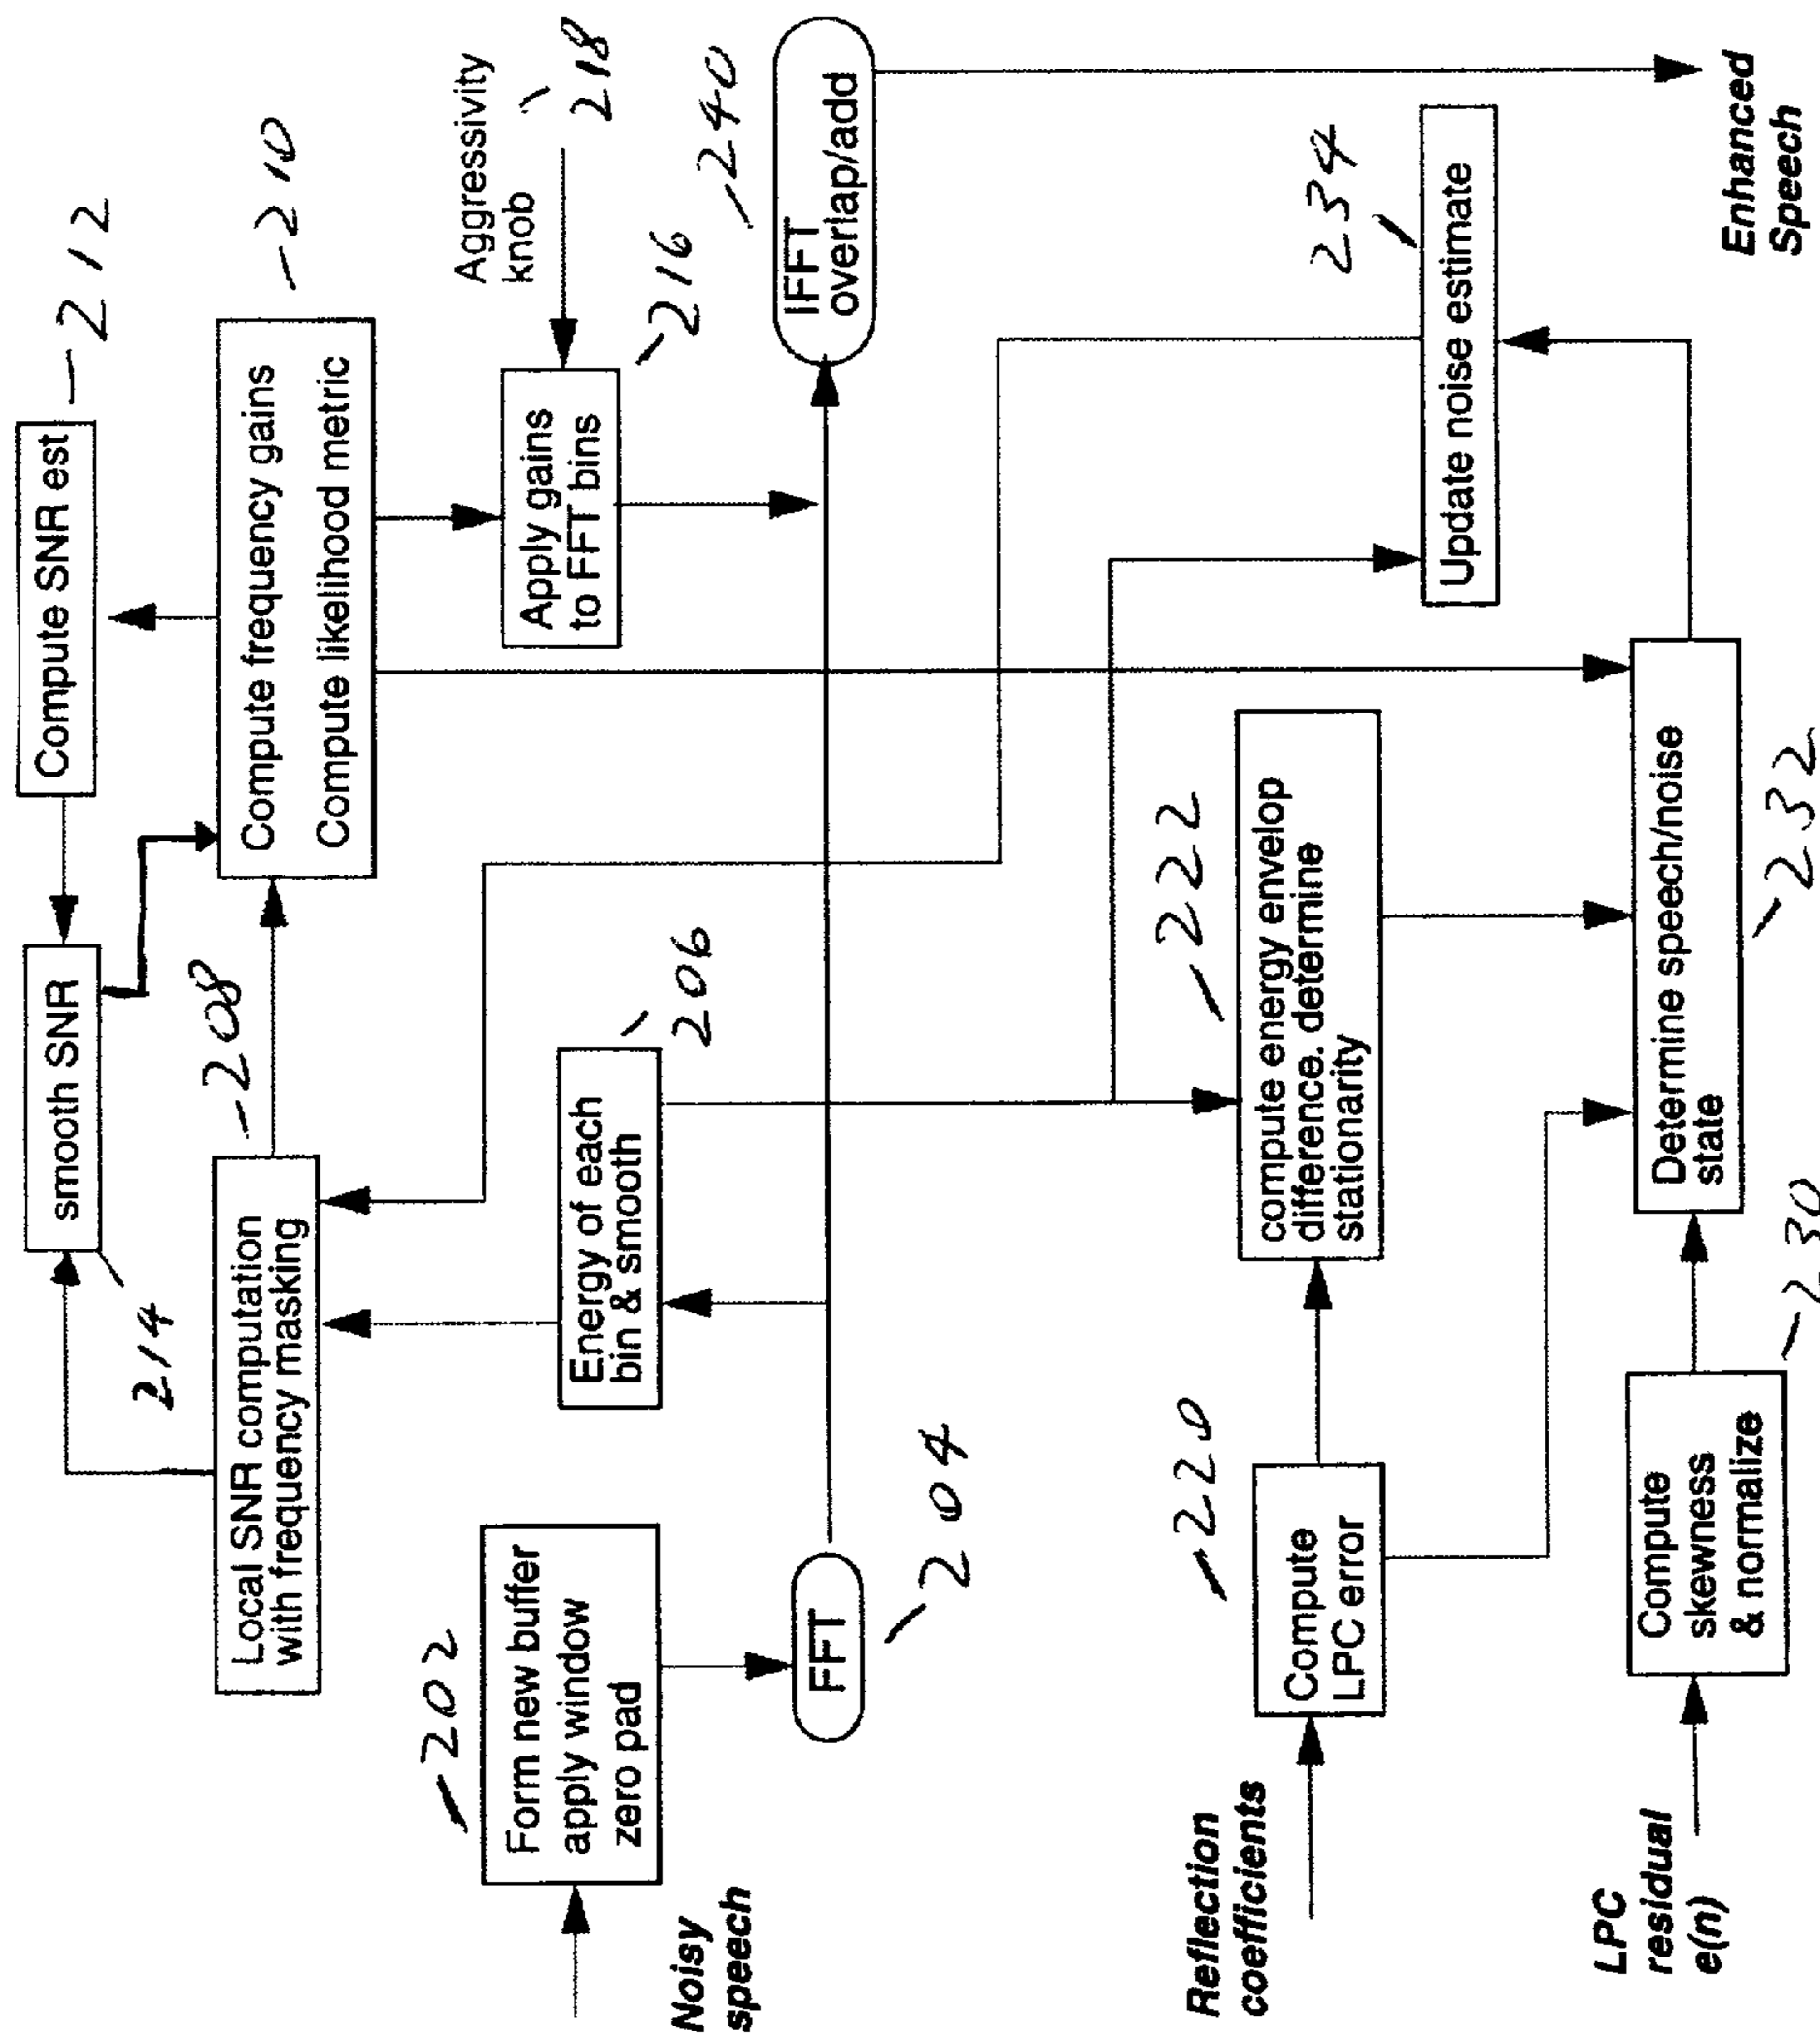 Compute SNR est
212
smooth SNR
214
Local SNR computation
with frequency masking
208
Compute frequency gains
Compute likelihood metric
210
Form new buffer
apply window
zero pad
202
Noisy
speech
Energy of each
bin & smooth
206
Apply gains
to FFT bins
216
Aggressivity
knob
218
FFT
204
IFFT
overlap/add
240
Reflection
coefficients
Compute
LPC error
220
compute energy envelop
difference. determine
stationarity
222
Update noise estimate
234
LPC
residual
e(n)
Compute
skewness
& normalize
230
Determine speech/noise
state
232
Enhanced
Speech